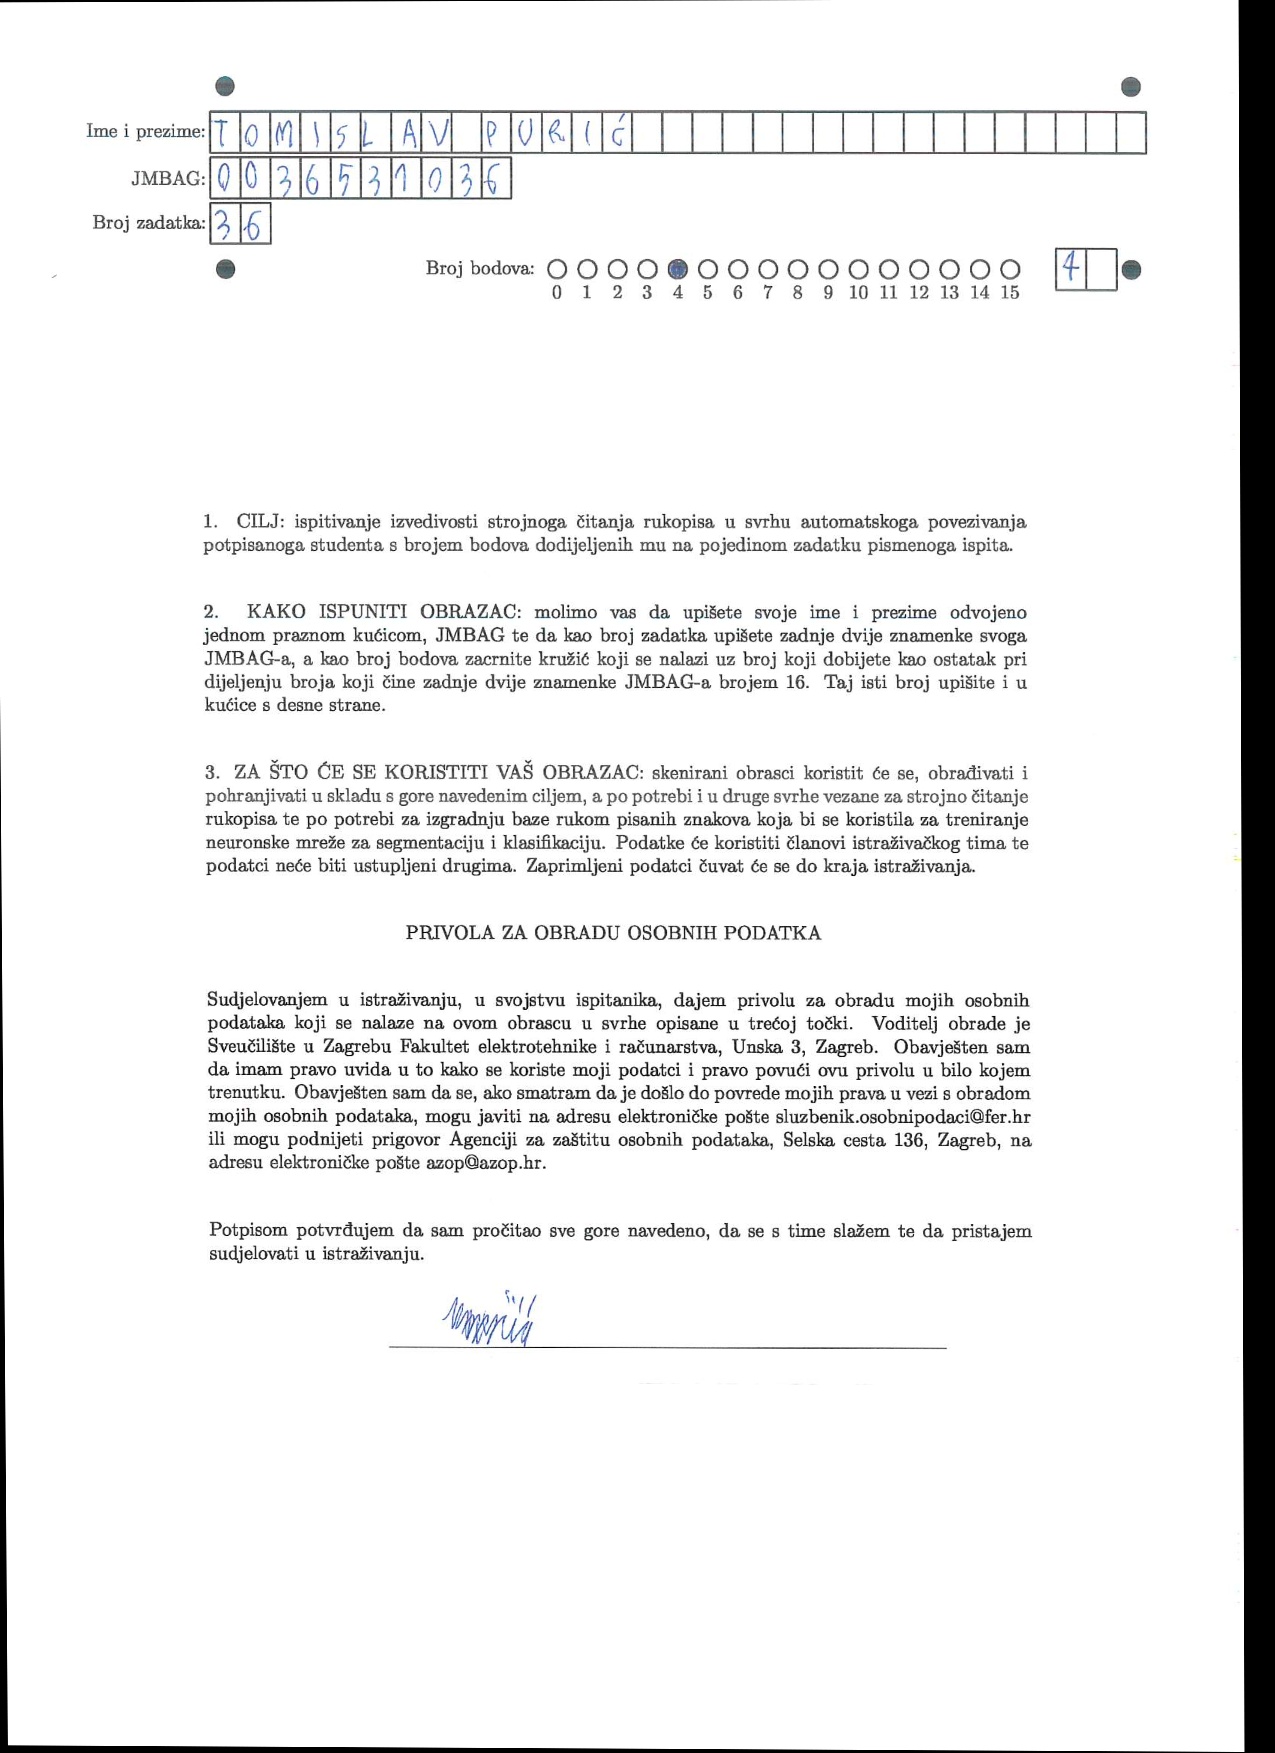 Ime i prezime: TOMISLAV PURIĆ
JMBAG: 0036531036
Broj zadatka: 36
Broj bodova: 4
0 1 2 3 4 5 6 7 8 9 10 11 12 13 14 15
1. CILJ: ispitivanje izvedivosti strojnoga čitanja rukopisa u svrhu automatskoga povezivanja
potpisanoga studenta s brojem bodova dodijeljenih mu na pojedinom zadatku pismenoga ispita.
2. KAKO ISPUNITI OBRAZAC: molimo vas da upišete svoje ime i prezime odvojeno
jednom praznom kućicom, JMBAG te da kao broj zadatka upišete zadnje dvije znamenke svoga
JMBAG-a, a kao broj bodova zacrnite kružić koji se nalazi uz broj koji dobijete kao ostatak pri
dijeljenju broja koji čine zadnje dvije znamenke JMBAG-a brojem 16. Taj isti broj upišite i u
kućice s desne strane.
3. ZA ŠTO ĆE SE KORISTITI VAŠ OBRAZAC: skenirani obrasci koristit će se, obrađivati i
pohranjivati u skladu s gore navedenim ciljem, a po potrebi i u druge svrhe vezane za strojno čitanje
rukopisa te po potrebi za izgradnju baze rukom pisanih znakova koja bi se koristila za treniranje
neuronske mreže za segmentaciju i klasifikaciju. Podatke će koristiti članovi istraživačkog tima te
podatci neće biti ustupljeni drugima. Zaprimljeni podatci čuvat će se do kraja istraživanja.
PRIVOLA ZA OBRADU OSOBNIH PODATKA
Sudjelovanjem u istraživanju, u svojstvu ispitanika, dajem privolu za obradu mojih osobnih
podataka koji se nalaze na ovom obrascu u svrhe opisane u trećoj točki. Voditelj obrade je
Sveučilište u Zagrebu Fakultet elektrotehnike i računarstva, Unska 3, Zagreb. Obavješten sam
da imam pravo uvida u to kako se koriste moji podatci i pravo povući ovu privolu u bilo kojem
trenutku. Obavješten sam da se, ako smatram da je došlo do povrede mojih prava u vezi s obradom
mojih osobnih podataka, mogu javiti na adresu elektroničke pošte sluzbenik.osobnipodaci@fer.hr
ili mogu podnijeti prigovor Agenciji za zaštitu osobnih podataka, Selska cesta 136, Zagreb, na
adresu elektroničke pošte azop@azop.hr.
Potpisom potvrđujem da sam pročitao sve gore navedeno, da se s time slažem te da pristajem
sudjelovati u istraživanju.